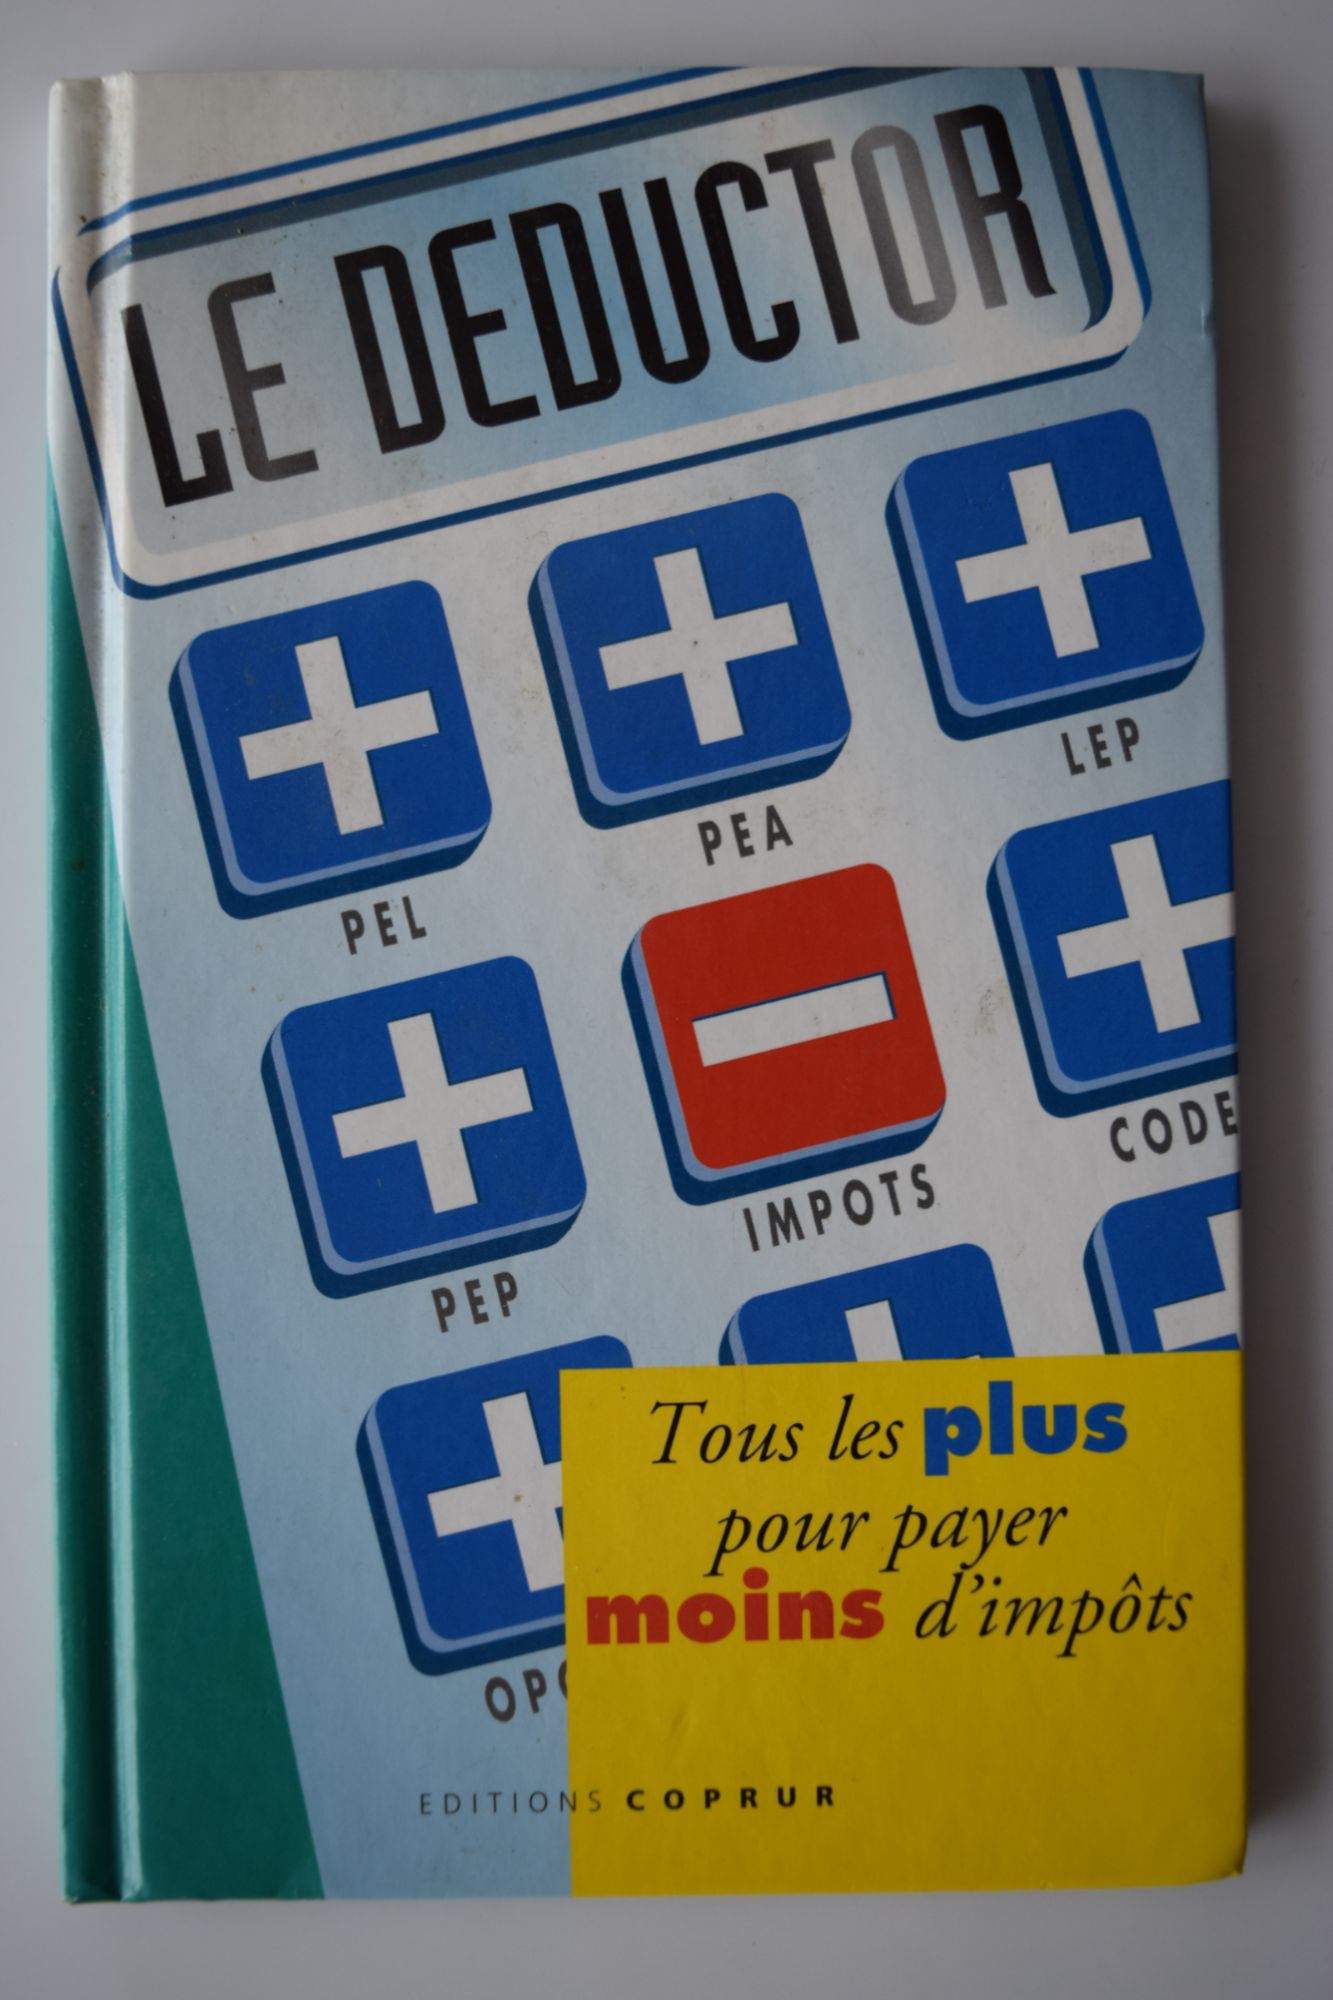 LE DEDUCTOR
LEP
PEA
PEL
CODE
IMPOTS
PEP
Tous les plus
pour payer
moins d'impôts
EDITIONS COPRUR